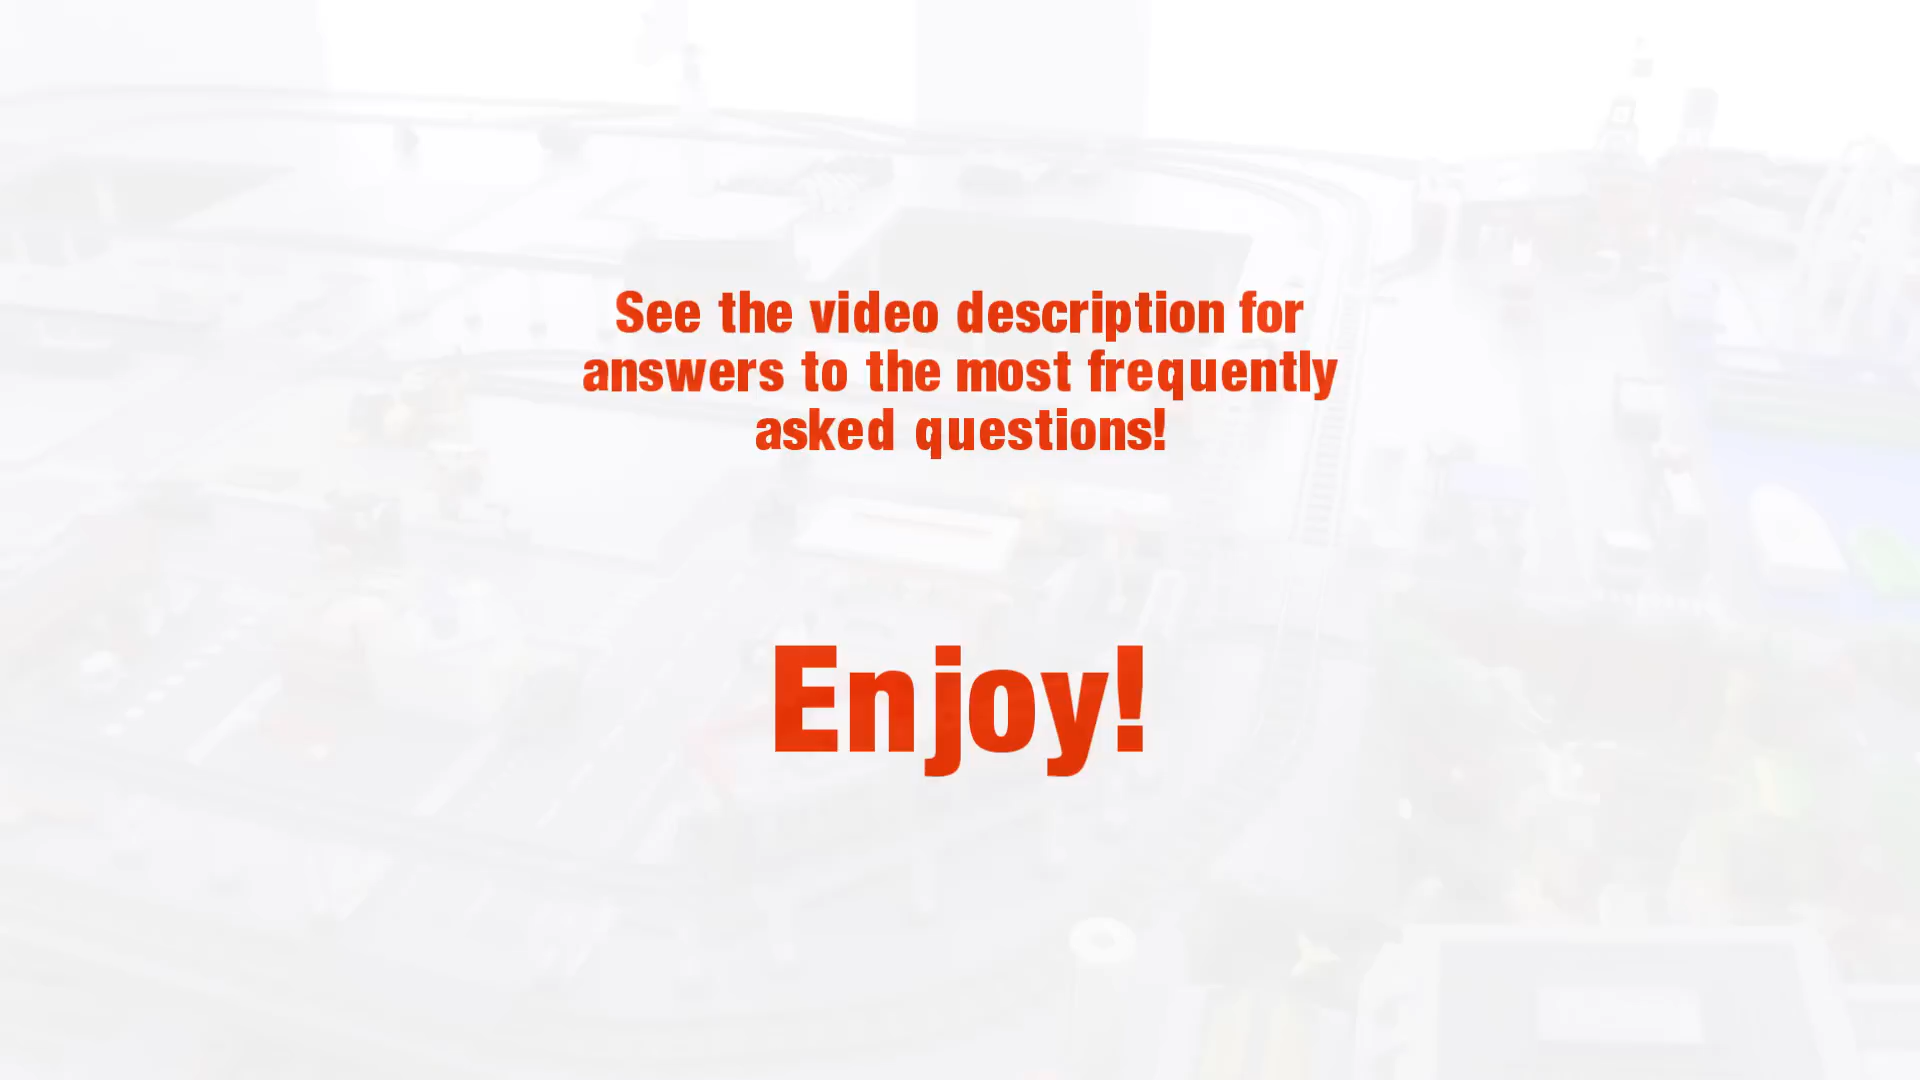 See the video description for
answers to the most frequently
asked questions!
Enjoy!